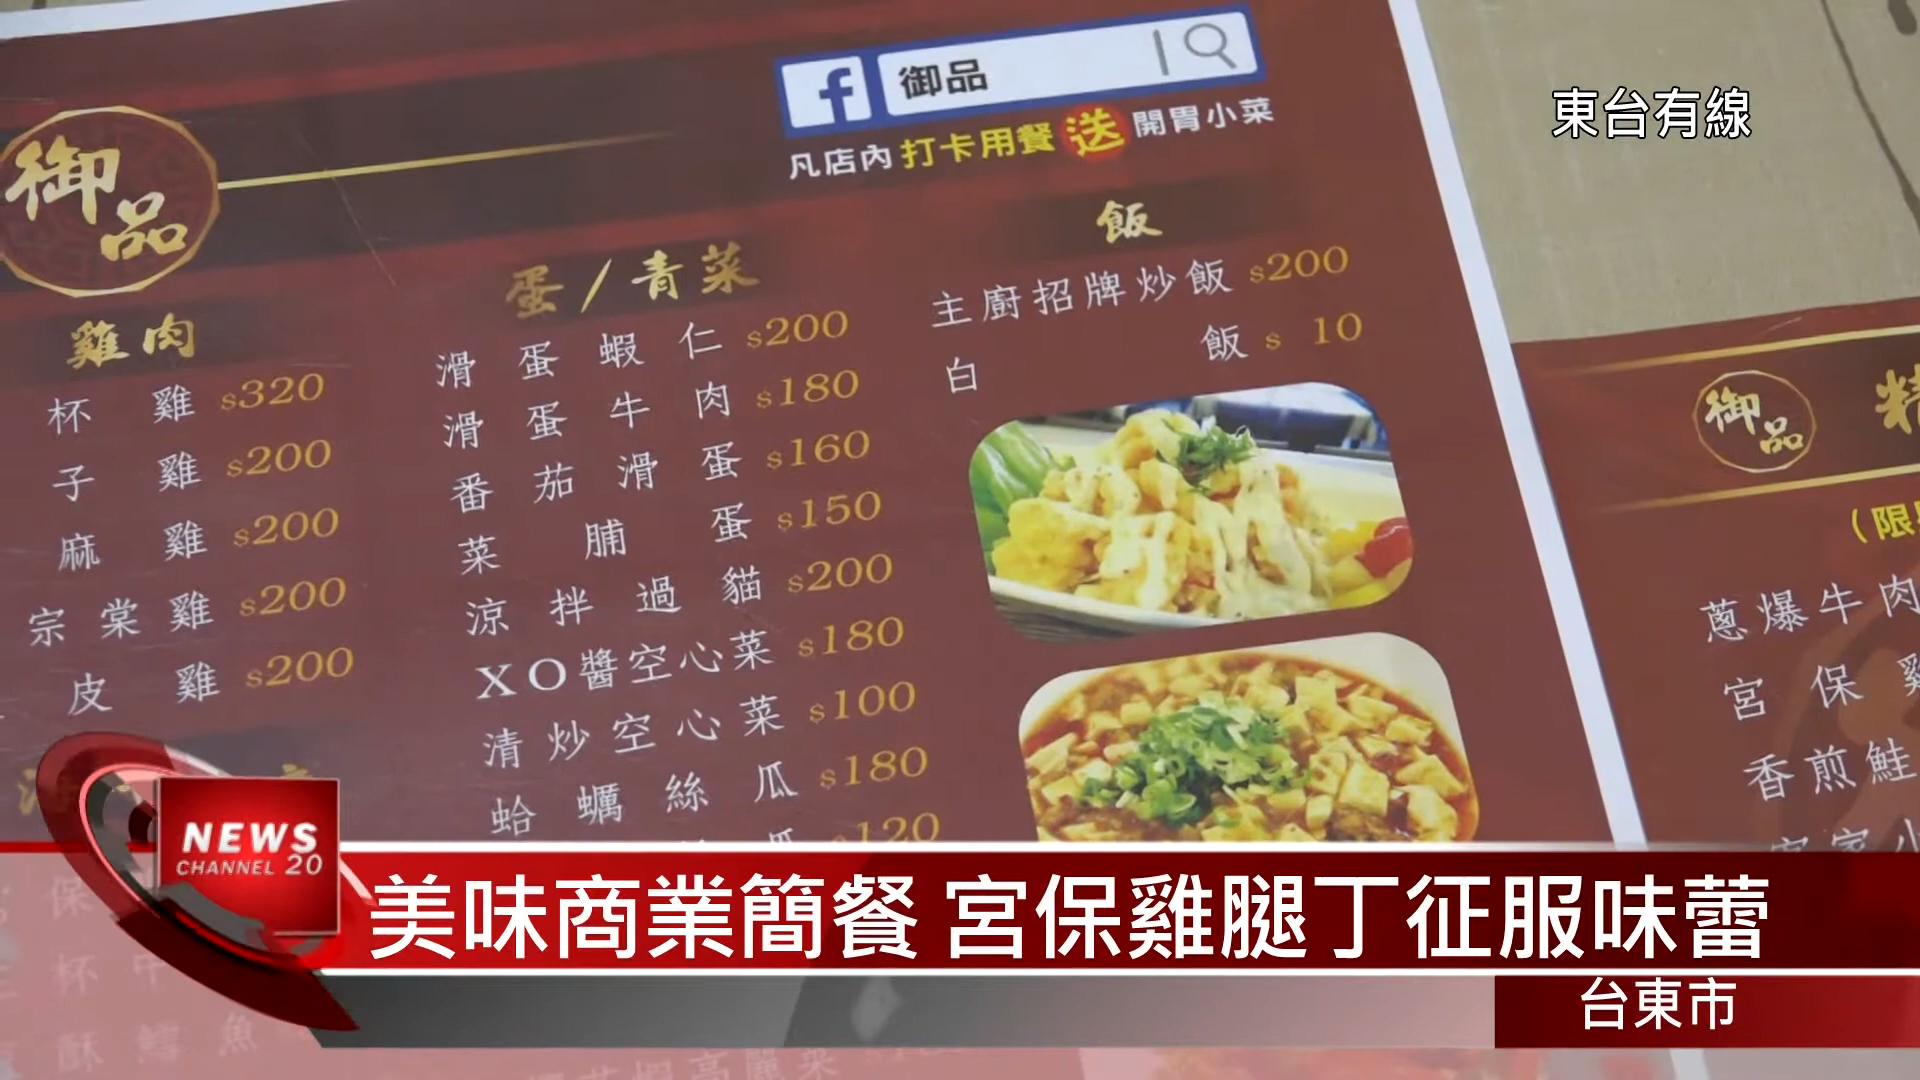 御品
凡店內打卡用餐送開胃小菜
東台有線
御品
雞肉
杯雞 $320
子雞 $200
麻雞 $200
宗棠雞 $200
皮雞 $200
蛋/青菜
滑蛋蝦仁 $200
滑蛋牛肉 $180
番茄滑蛋 $160
菜脯蛋 $150
涼拌過貓 $200
XO醬空心菜 $180
清炒空心菜 $100
蛤蠣絲瓜 $180
$120
飯
主廚招牌炒飯 $200
白飯 $ 10
御品 精
(限
蔥爆牛肉
宮保雞
香煎鮭
NEWS
CHANNEL 20
美味商業簡餐 宮保雞腿丁征服味蕾
台東市